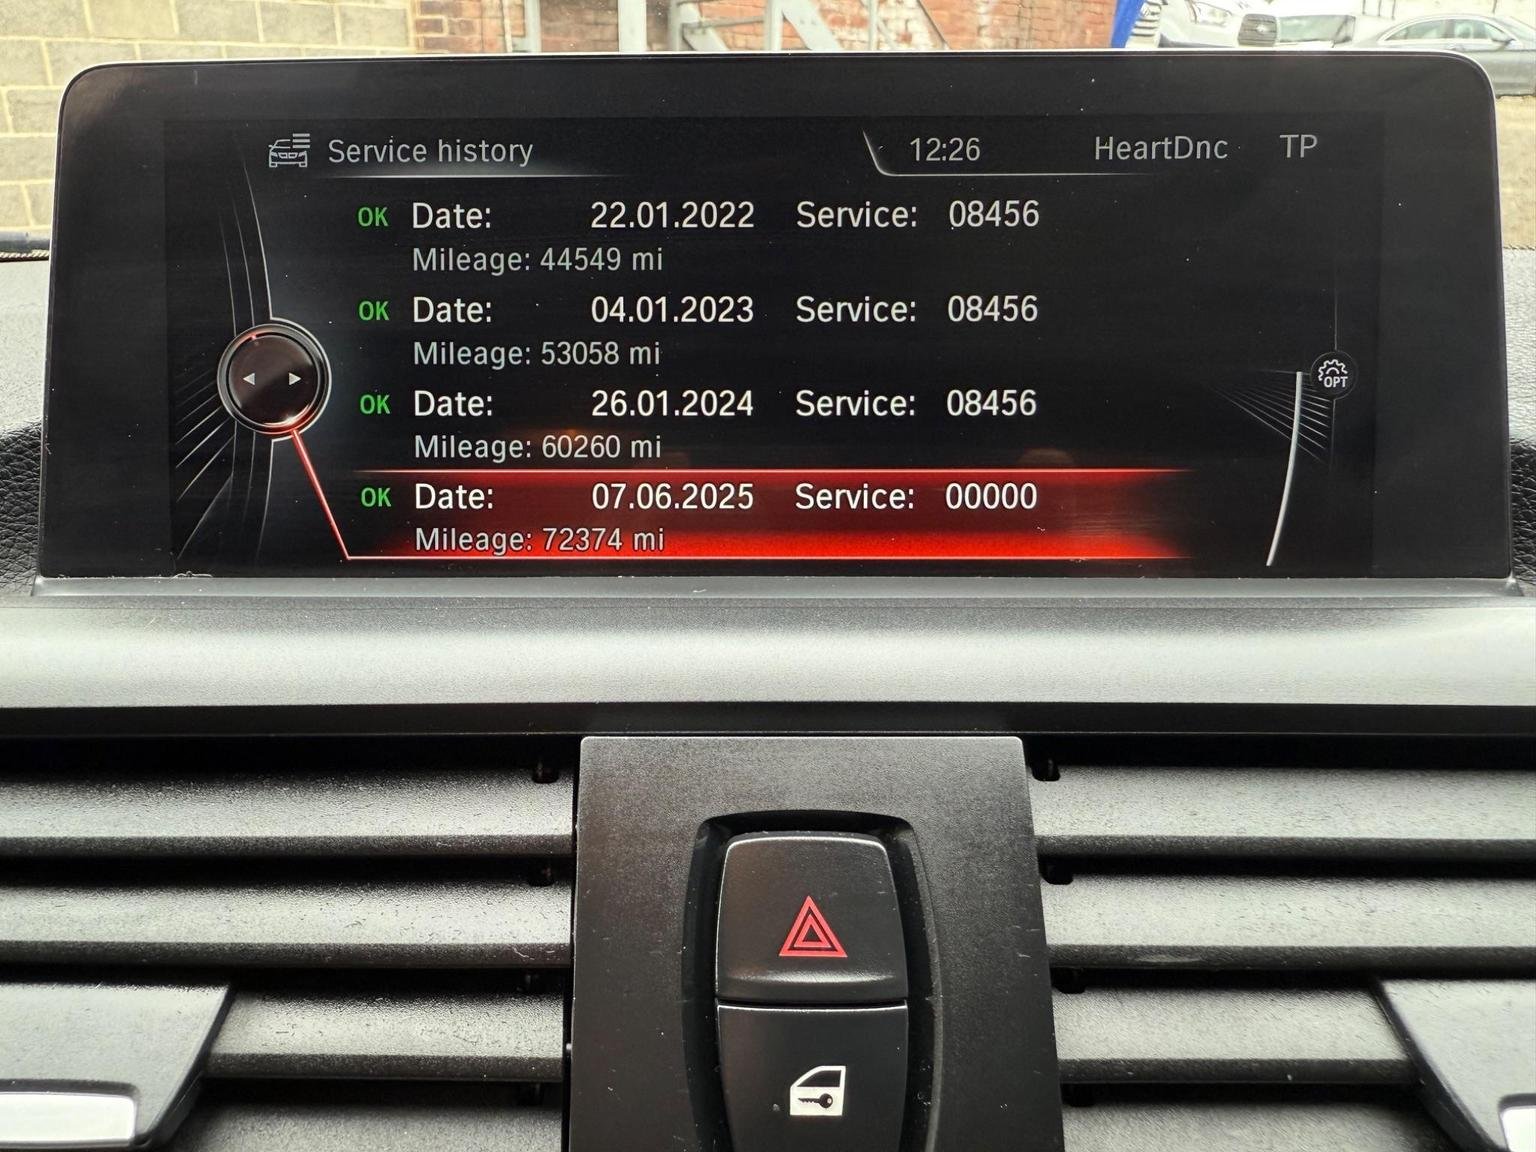 Service history 12:26 HeartDnc TP
OK Date: 22.01.2022 Service: 08456
Mileage: 44549 mi
OK Date: 04.01.2023 Service: 08456
Mileage: 53058 mi
OPT
OK Date: 26.01.2024 Service: 08456
Mileage: 60260 mi
OK Date: 07.06.2025 Service: 00000
Mileage: 72374 mi